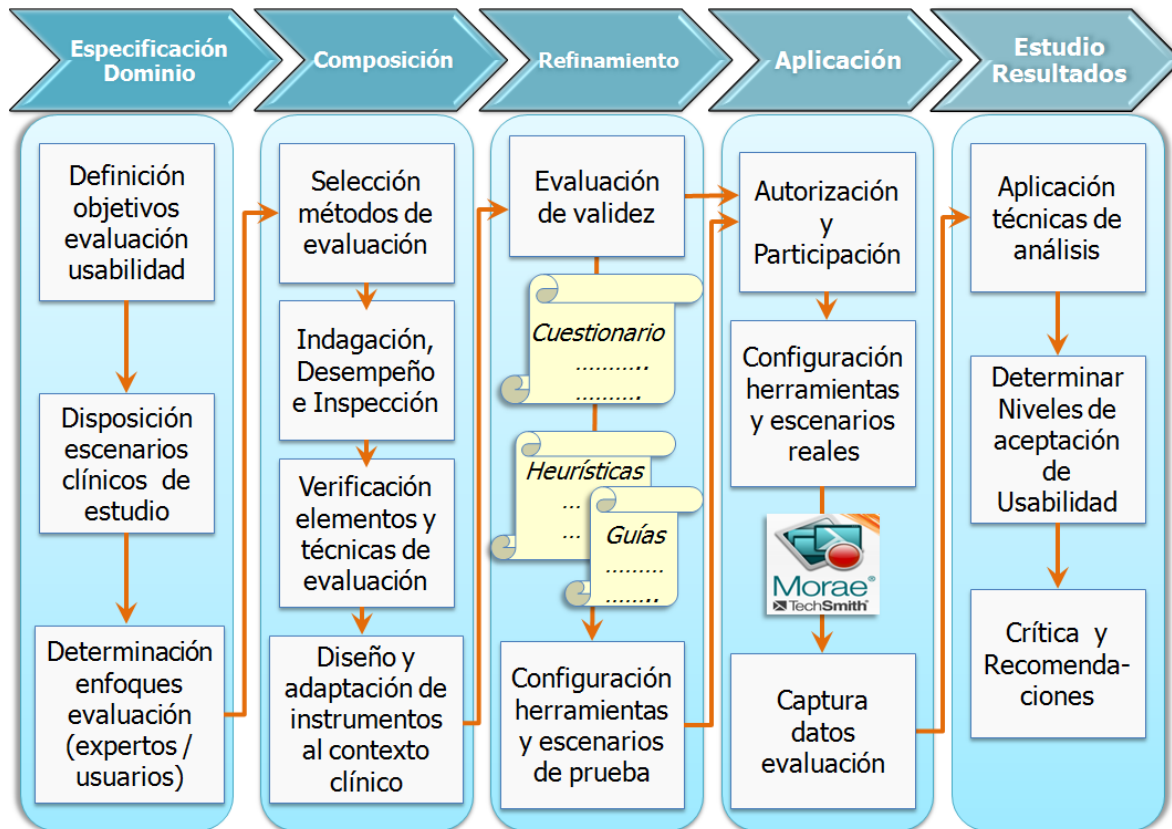 Especificación
Dominio
Composición
Refinamiento
Aplicación
Estudio
Resultados
Definición
objetivos
evaluación
usabilidad
Disposición
escenarios
clínicos de
estudio
Determinación
enfoques
evaluación
(expertos /
usuarios)
Selección
métodos de
evaluación
Indagación,
Desempeño
e Inspección
Verificación
elementos y
técnicas de
evaluación
Diseño y
adaptación de
instrumentos
al contexto
clínico
Evaluación
de validez
Cuestionario
...........
..........
Heurísticas
...
...
Guías
.........
........
Configuración
herramientas
y escenarios
de prueba
Autorización
y
Participación
Configuración
herramientas
y escenarios
reales
Morae®
TechSmith™
Captura
datos
evaluación
Aplicación
técnicas de
análisis
Determinar
Niveles de
aceptación
de
Usabilidad
Crítica y
Recomenda-
ciones